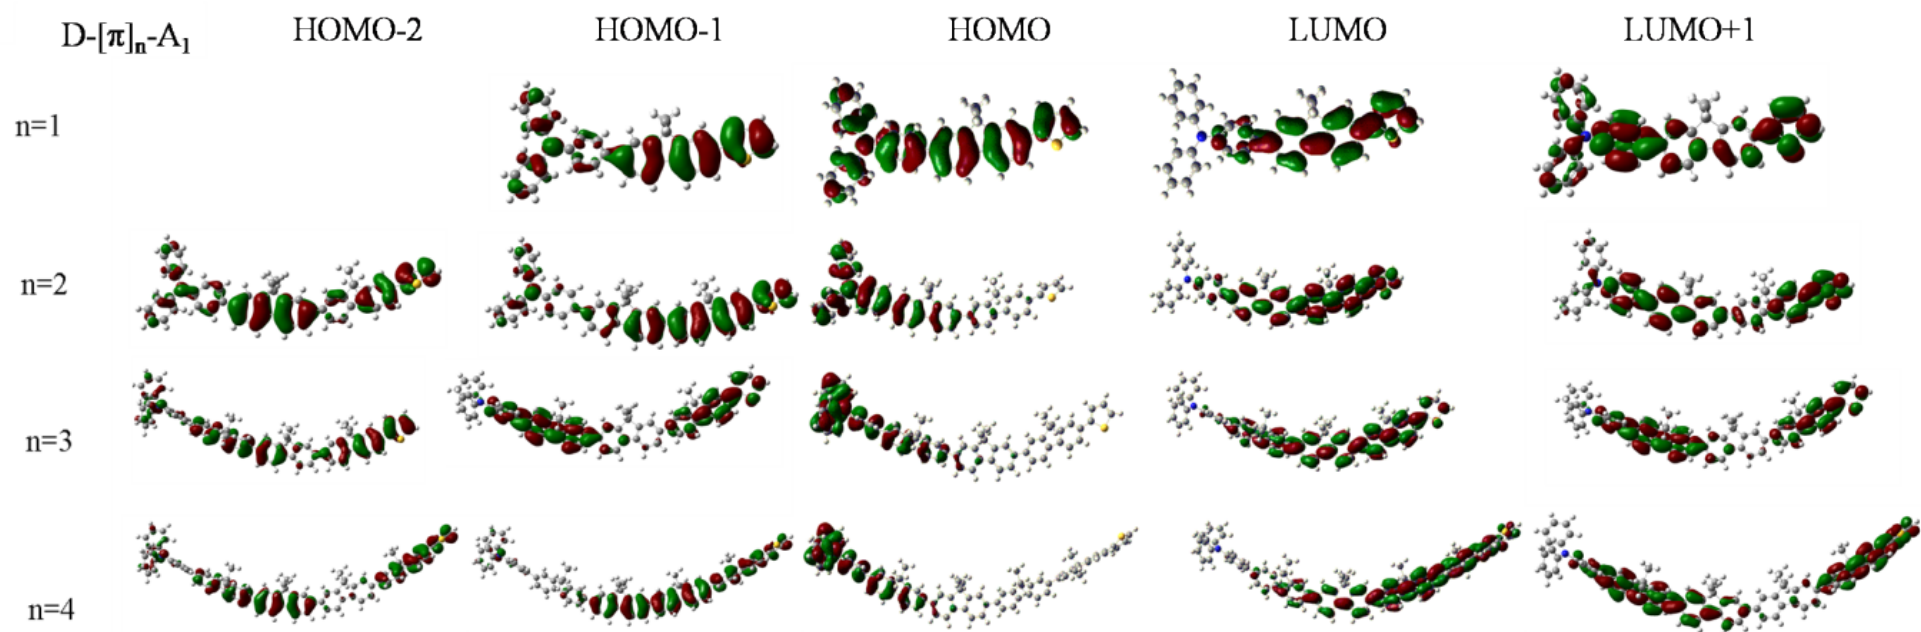 D-[π]n-A1 HOMO-2 HOMO-1 HOMO LUMO LUMO+1
n=1
n=2
n=3
n=4